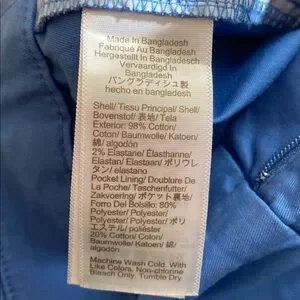 Made In Bangladesh
Fabriqué Au Bangladesh
Hergestellt In Bangladesch
Vervaardigd In
Bangladesh
バングラディシュ製
hecho en bangladesh
Shell/ Tissu Principal/ Shell/
Bovenstof/ 表地/ Tela
Exterior: 98% Cotton/
Coton/ Baumwolle/ Katoen/
綿/ algodón
2% Elastane/ Élasthanne/
Elastan/ Elastaan/ ポリウレ
タン/ elastano
Pocket Lining/ Doublure De
La Poche/ Taschenfutter/
Zakvoering/ ポケット裏地/
Forro Del Bolsillo: 80%
Polyester/ Polyester/
Polyester/ Polyester/ ポリ
エステル/ poliéster
20% Cotton/ Coton/
Baumwolle/ Katoen/ 綿/
algodón
Machine Wash Cold. With
Like Colors. Non-chlorine
Bleach Only. Tumble Dry